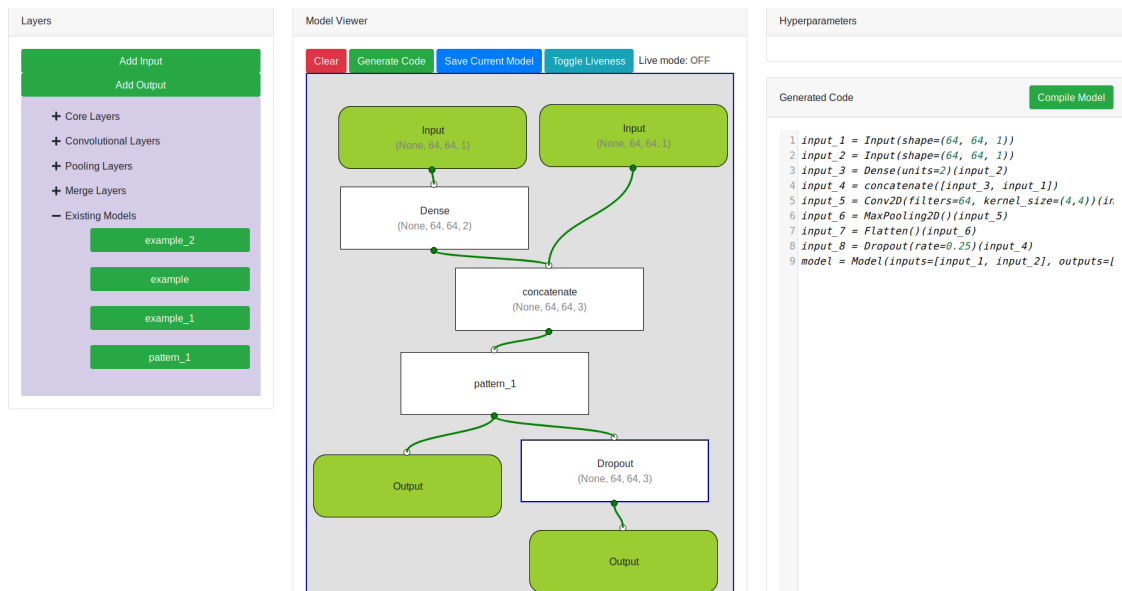 Layers
Add Input
Add Output
Core Layers
Convolutional Layers
Pooling Layers
Merge Layers
Existing Models
example_2
example
example_1
pattern_1
Model Viewer
Clear Generate Code Save Current Model Toggle Liveness Live mode: OFF
Input
(None, 64, 64, 1)
Input
(None, 64, 64, 1)
Dense
(None, 64, 64, 2)
concatenate
(None, 64, 64, 3)
pattern_1
Dropout
(None, 64, 64, 3)
Output
Output
Hyperparameters
Generated Code Compile Model
1 input_1 = Input(shape=(64, 64, 1))
2 input_2 = Input(shape=(64, 64, 1))
3 input_3 = Dense(units=2)(input_2)
4 input_4 = concatenate([input_3, input_1])
5 input_5 = Conv2D(filters=64, kernel_size=(4,4))(in
6 input_6 = MaxPooling2D()(input_5)
7 input_7 = Flatten()(input_6)
8 input_8 = Dropout(rate=0.25)(input_4)
9 model = Model(inputs=[input_1, input_2], outputs=[